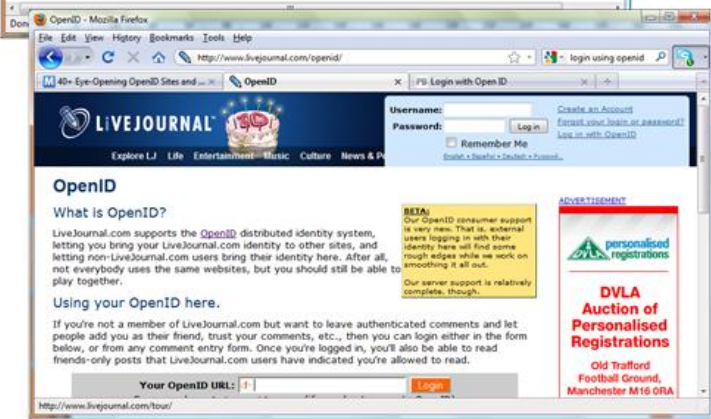 Don
OpenID - Mozilla Firefox
File Edit View History Bookmarks Tools Help
http://www.livejournal.com/openid/
login using openid
40+ Eye-Opening OpenID Sites and ...
OpenID
PB Login with Open ID
LiVEJOURNAL
Username:
Password:
Log in
Remember Me
English • Español • Deutsch • Русский...
Create an Account
Forgot your login or password?
Log in with OpenID
Explore LJ Life Entertainment Music Culture News & Po
OpenID
What is OpenID?
LiveJournal.com supports the OpenID distributed identity system,
letting you bring your LiveJournal.com identity to other sites, and
letting non-LiveJournal.com users bring their identity here. After all,
not everybody uses the same websites, but you should still be able to
play together.
BETA:
Our OpenID consumer support
is very new. That is, external
users logging in with their
identity here will find some
rough edges while we work on
smoothing it all out.
Our server support is relatively
complete, though.
Using your OpenID here.
If you're not a member of LiveJournal.com but want to leave authenticated comments and let
people add you as their friend, trust your comments, etc., then you can login either in the form
below, or from any comment entry form. Once you're logged in, you'll also be able to read
friends-only posts that LiveJournal.com users have indicated you're allowed to read.
Your OpenID URL:
Login
ADVERTISEMENT
DVLA
personalised
registrations
DVLA
Auction of
Personalised
Registrations
Old Trafford
Football Ground,
Manchester M16 0RA
http://www.livejournal.com/tour/